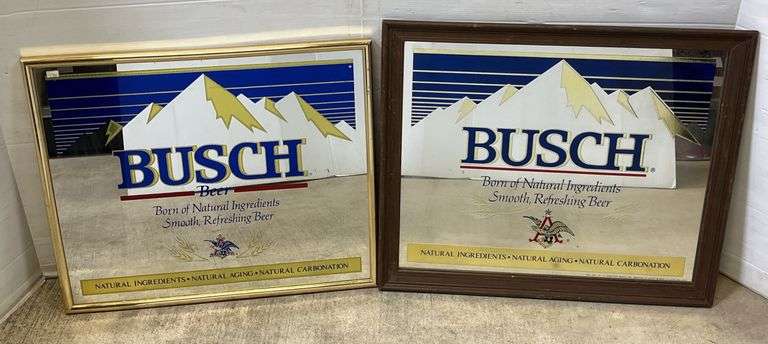 BUSCH
Beer
Born of Natural Ingredients
Smooth, Refreshing Beer
NATURAL INGREDIENTS • NATURAL AGING • NATURAL CARBONATION
BUSCH®
Born of Natural Ingredients
Smooth, Refreshing Beer
NATURAL INGREDIENTS • NATURAL AGING • NATURAL CARBONATION